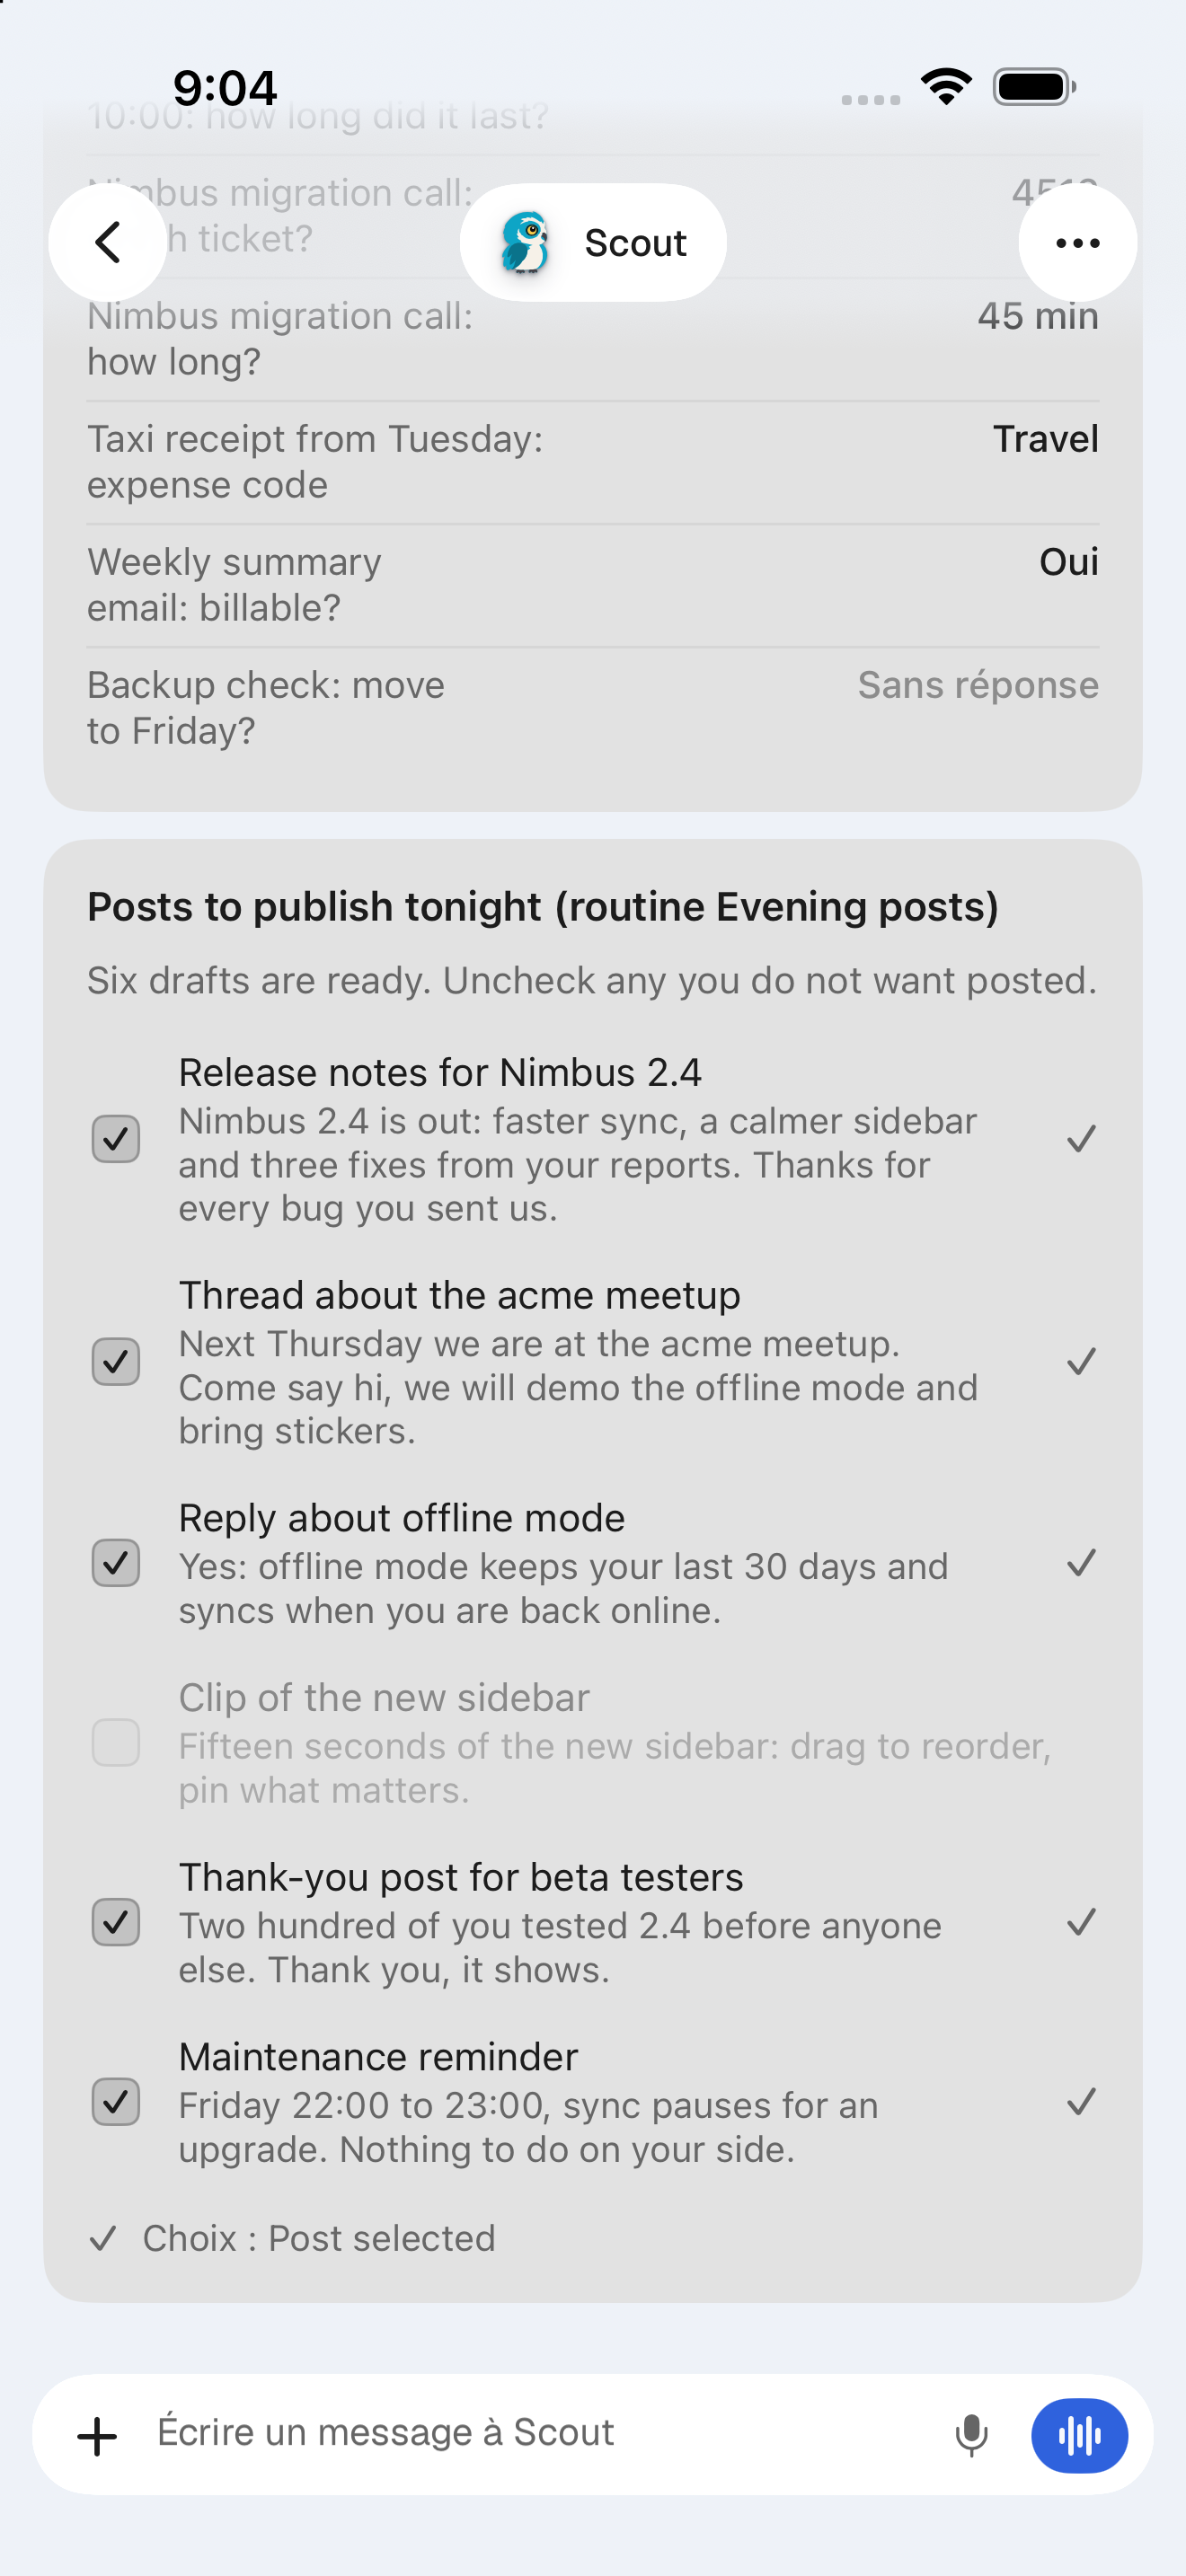 9:04
10:00: how long did it last?
Nimbus migration call:
ticket?
Scout
Nimbus migration call:
45 min
how long?
Taxi receipt from Tuesday:
Travel
expense code
Weekly summary
Oui
email: billable?
Backup check: move
Sans réponse
to Friday?
Posts to publish tonight (routine Evening posts)
Six drafts are ready. Uncheck any you do not want posted.
Release notes for Nimbus 2.4
Nimbus 2.4 is out: faster sync, a calmer sidebar
and three fixes from your reports. Thanks for
every bug you sent us.
Thread about the acme meetup
Next Thursday we are at the acme meetup.
Come say hi, we will demo the offline mode and
bring stickers.
Reply about offline mode
Yes: offline mode keeps your last 30 days and
syncs when you are back online.
Clip of the new sidebar
Fifteen seconds of the new sidebar: drag to reorder,
pin what matters.
Thank-you post for beta testers
Two hundred of you tested 2.4 before anyone
else. Thank you, it shows.
Maintenance reminder
Friday 22:00 to 23:00, sync pauses for an
upgrade. Nothing to do on your side.
Choix : Post selected
Écrire un message à Scout